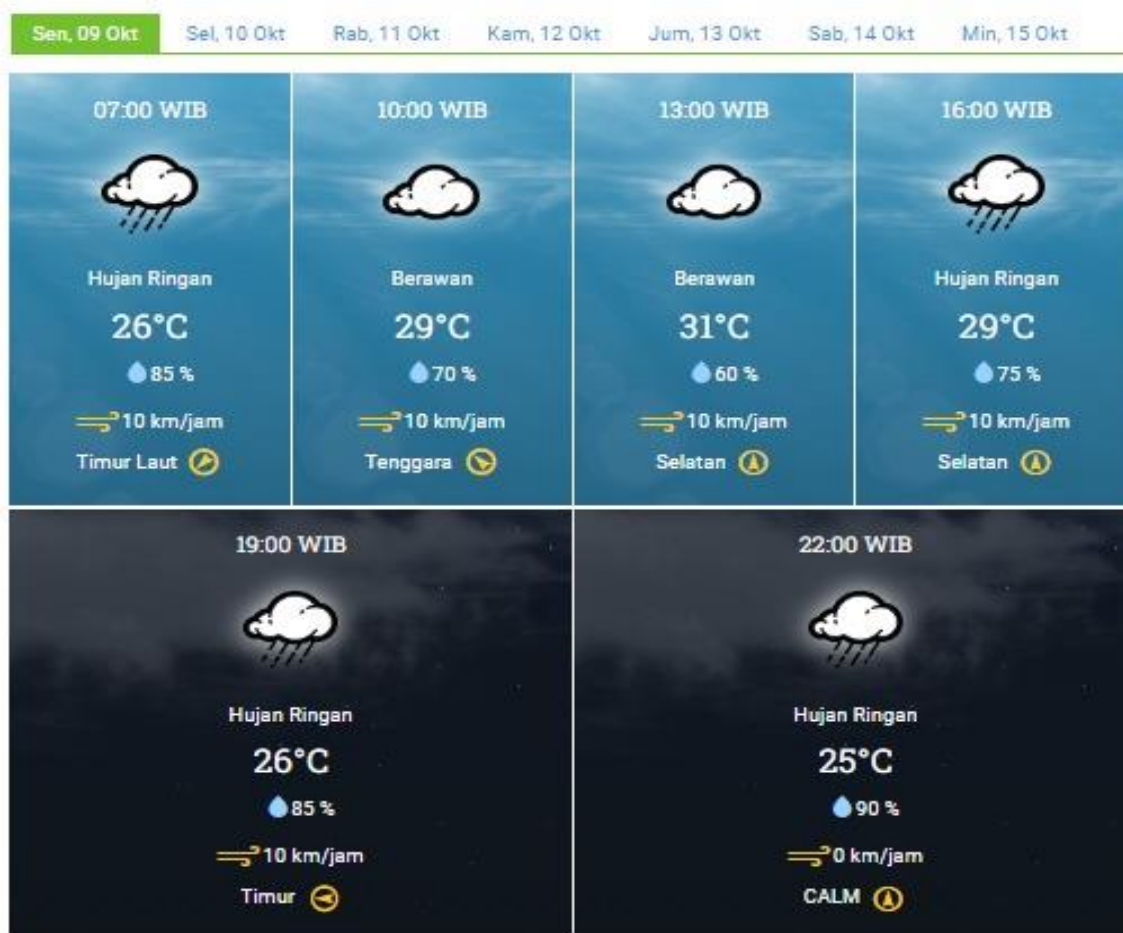 Sen, 09 Okt Sel, 10 Okt Rab, 11 Okt Kam, 12 Okt Jum, 13 Okt Sab, 14 Okt Min, 15 Okt
07:00 WIB
Hujan Ringan
26°C
85 %
10 km/jam
Timur Laut
10:00 WIB
Berawan
29°C
70 %
10 km/jam
Tenggara
13:00 WIB
Berawan
31°C
60 %
10 km/jam
Selatan
16:00 WIB
Hujan Ringan
29°C
75 %
10 km/jam
Selatan
19:00 WIB
Hujan Ringan
26°C
85 %
10 km/jam
Timur
22:00 WIB
Hujan Ringan
25°C
90 %
0 km/jam
CALM